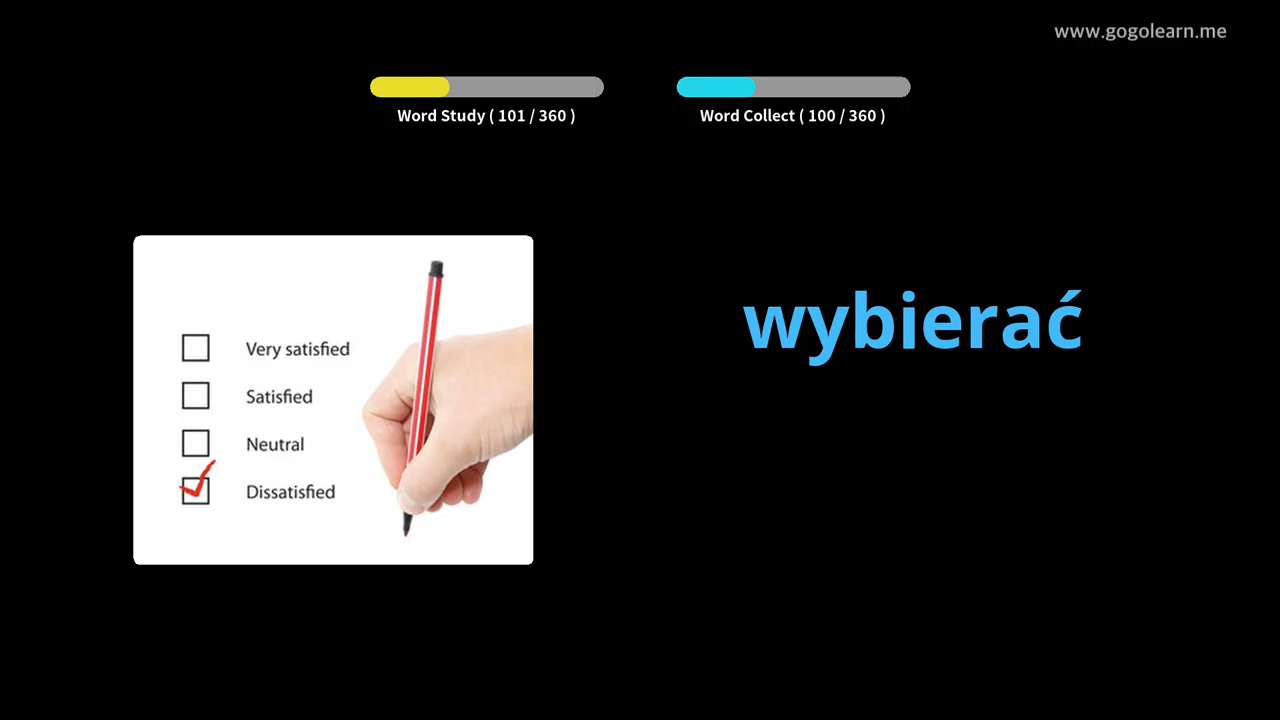 www.gogolearn.me
Word Study ( 101 / 360 )
Word Collect ( 100 / 360 )
wybierać
Very satisfied
Satisfied
Neutral
Dissatisfied